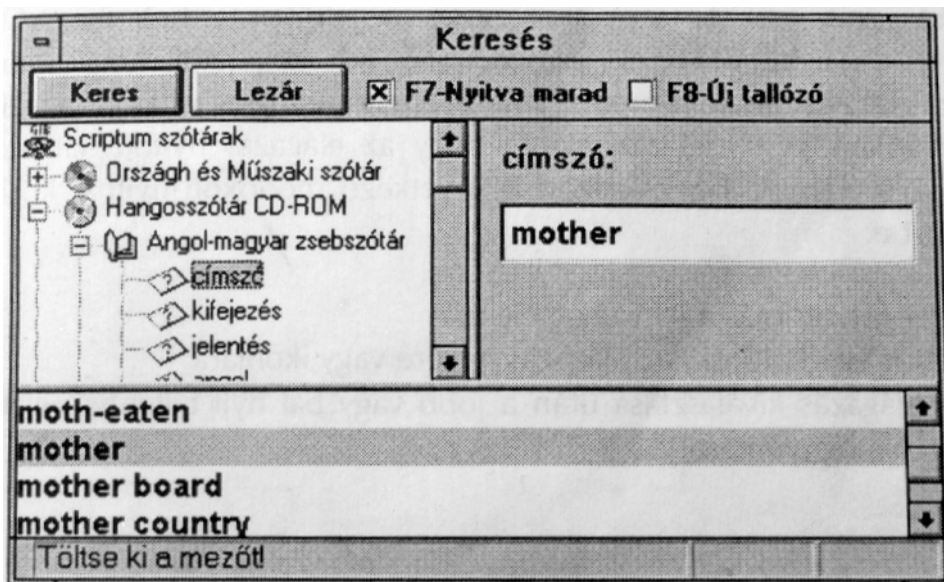 Keresés
Keres Lezár F7-Nyitva marad F8-Új tallózó
Scriptum szótárak
Országh és Műszaki szótár
Hangosszótár CD-ROM
Angol-magyar zsebszótár
címszó
kifejezés
jelentés
angol
címszó:
mother
moth-eaten
mother
mother board
mother country
Töltse ki a mezőt!